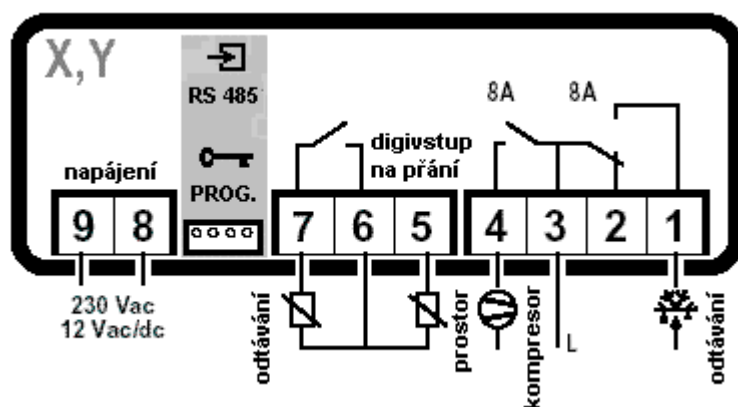 X,Y
RS 485
PROG.
napájení
digivstup
na přání
8A
8A
9 8
7 6 5
4 3 2 1
230 Vac
12 Vac/dc
odtávání
prostor
kompresor
L
odtávání